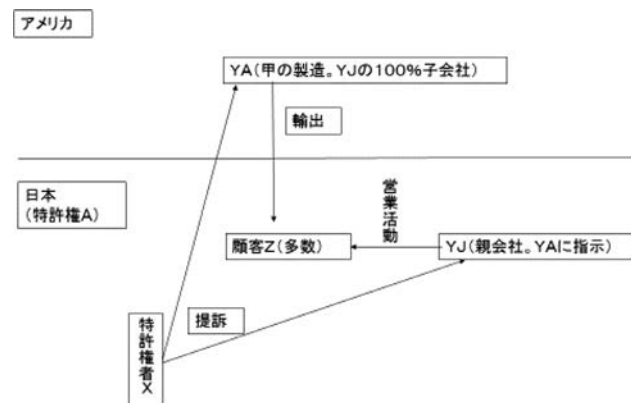 アメリカ
YA(甲の製造。YJの100％子会社)
輸出
日本
(特許権A)
営業活動
顧客Z(多数)
YJ(親会社。YAに指示)
提訴
特許権者X